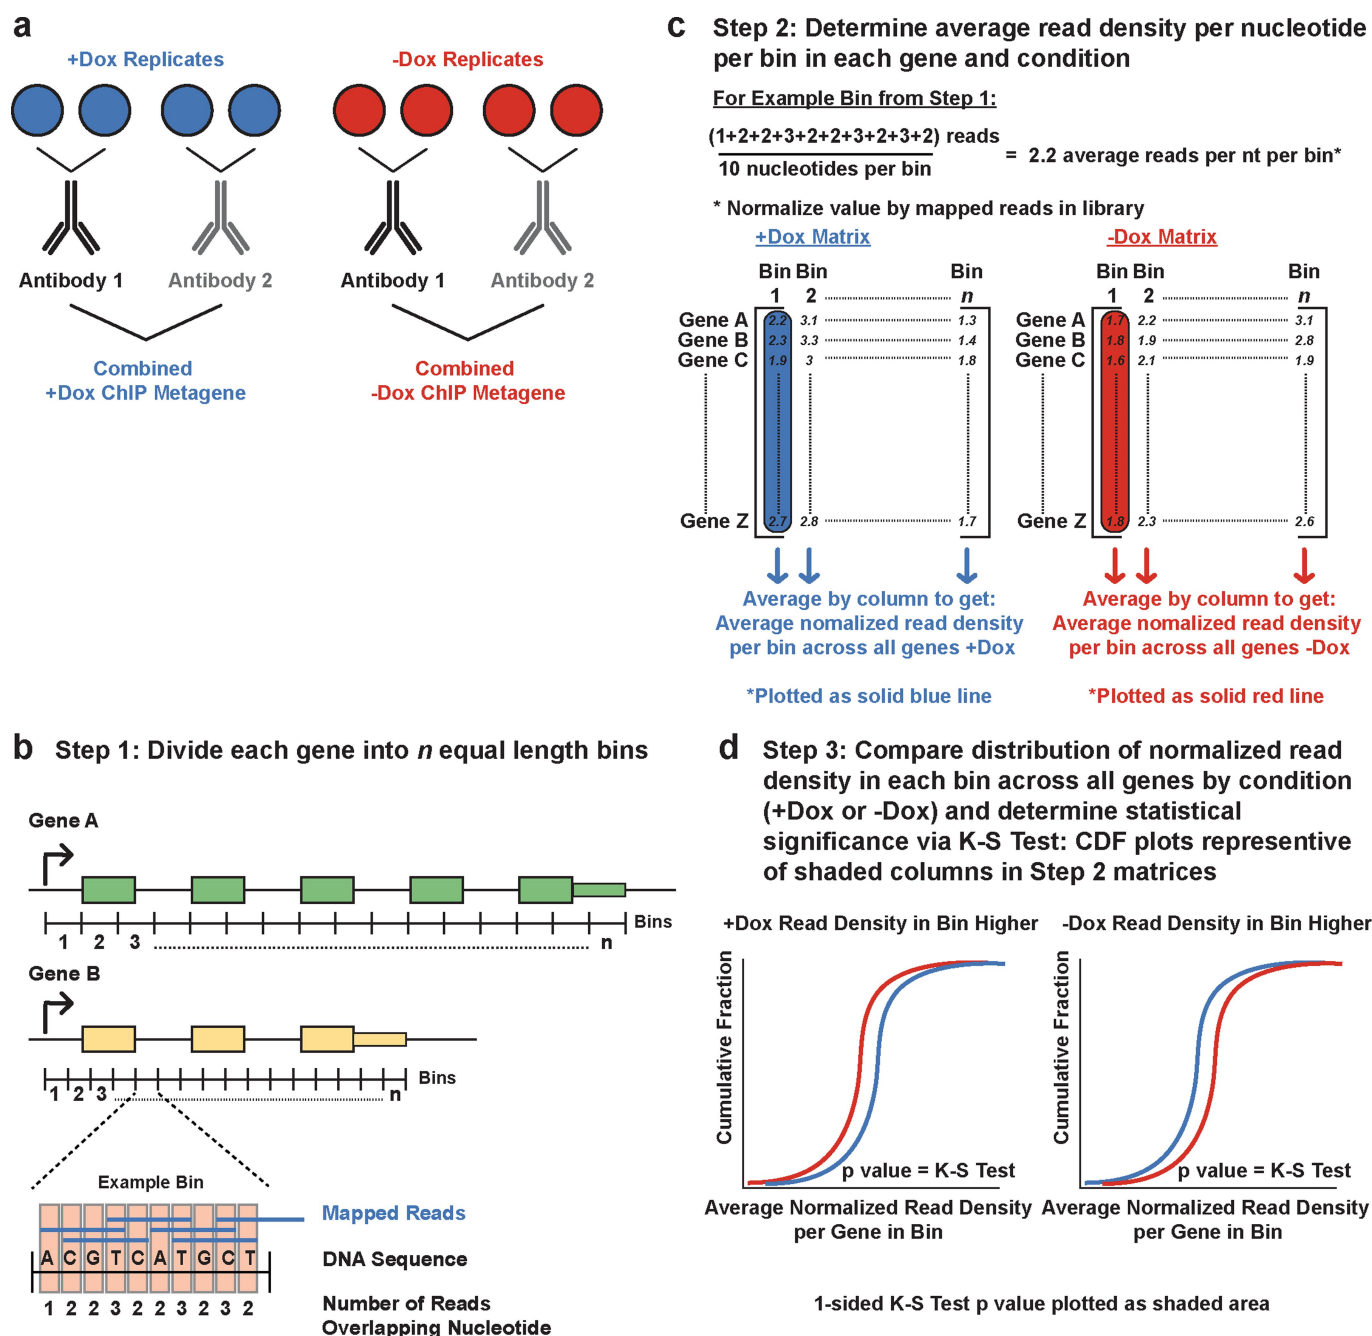 a
+Dox Replicates
-Dox Replicates
Antibody 1
Antibody 2
Antibody 1
Antibody 2
Combined
+Dox ChIP Metagene
Combined
-Dox ChIP Metagene
b Step 1: Divide each gene into n equal length bins
Gene A
Bins
1 2 3 n
Gene B
Bins
1 2 3 n
Example Bin
Mapped Reads
A C G T C A T G C T
DNA Sequence
1 2 2 3 2 2 3 2 3 2
Number of Reads
Overlapping Nucleotide
c Step 2: Determine average read density per nucleotide
per bin in each gene and condition
For Example Bin from Step 1:
(1+2+2+3+2+2+3+2+3+2) reads
10 nucleotides per bin
= 2.2 average reads per nt per bin*
* Normalize value by mapped reads in library
+Dox Matrix
Bin Bin Bin
1 2 n
Gene A 2.2 3.1 1.3
Gene B 2.3 3.3 1.4
Gene C 1.9 3 1.8
Gene Z 2.7 2.8 1.7
Average by column to get:
Average nomalized read density
per bin across all genes +Dox
*Plotted as solid blue line
-Dox Matrix
Bin Bin Bin
1 2 n
Gene A 1.7 2.2 3.1
Gene B 1.8 1.9 2.8
Gene C 1.6 2.1 1.9
Gene Z 1.8 2.3 2.6
Average by column to get:
Average nomalized read density
per bin across all genes -Dox
*Plotted as solid red line
d Step 3: Compare distribution of normalized read
density in each bin across all genes by condition
(+Dox or -Dox) and determine statistical
significance via K-S Test: CDF plots representive
of shaded columns in Step 2 matrices
+Dox Read Density in Bin Higher
Cumulative Fraction
p value = K-S Test
Average Normalized Read Density
per Gene in Bin
-Dox Read Density in Bin Higher
Cumulative Fraction
p value = K-S Test
Average Normalized Read Density
per Gene in Bin
1-sided K-S Test p value plotted as shaded area